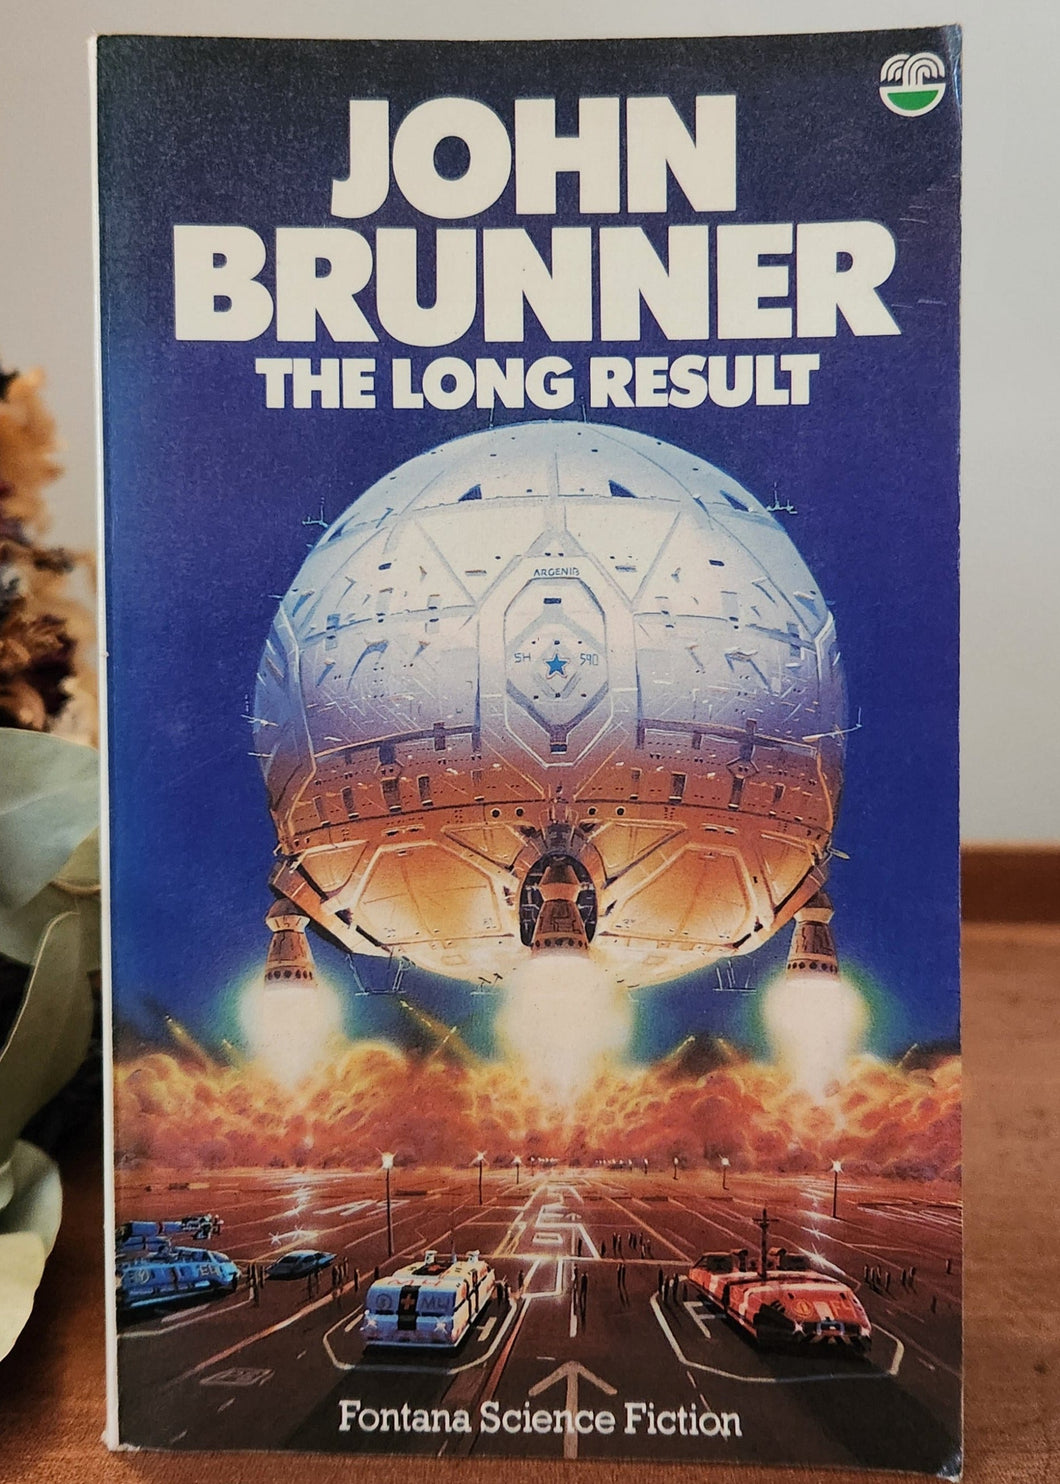 JOHN
BRUNNER
THE LONG RESULT
ARGENIB
SH 590
H
F
Fontana Science Fiction